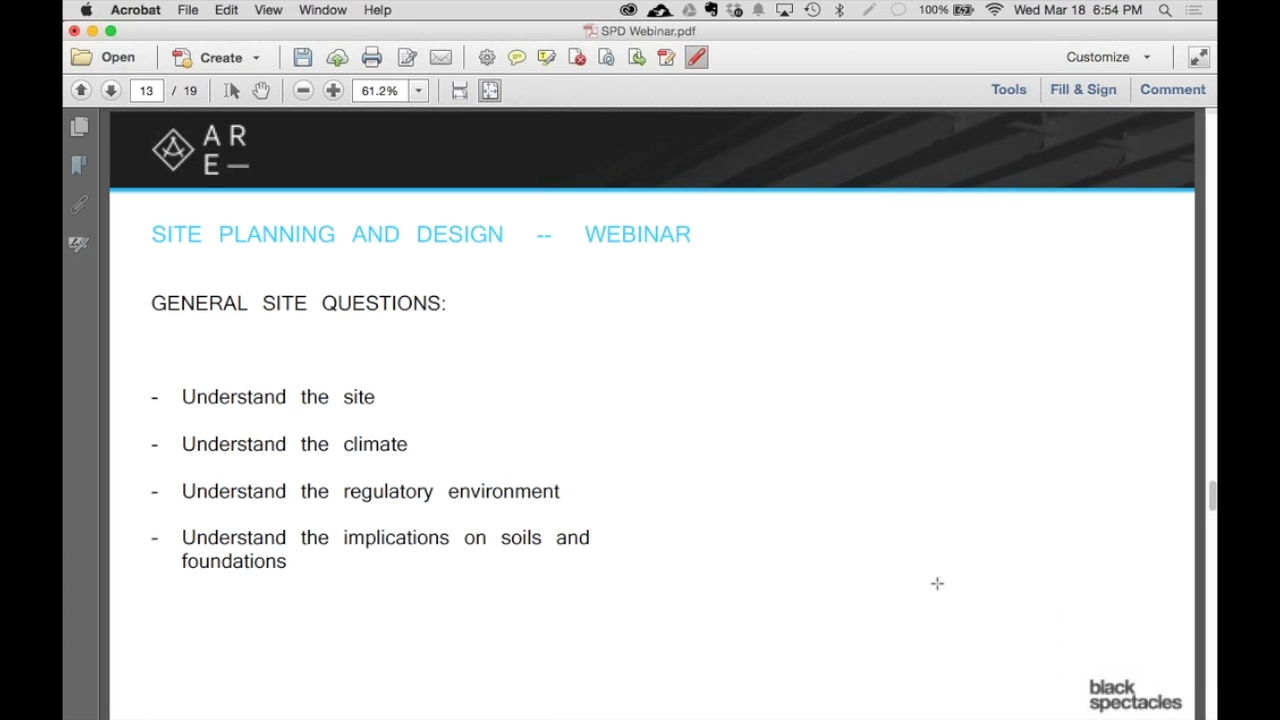 Acrobat File Edit View Window Help 100% Wed Mar 18 6:54 PM
SPD Webinar.pdf
Open Create Customize
13 / 19 61.2% Tools Fill & Sign Comment
A R
E —
SITE PLANNING AND DESIGN -- WEBINAR
GENERAL SITE QUESTIONS:
- Understand the site
- Understand the climate
- Understand the regulatory environment
- Understand the implications on soils and
foundations
black
spectacles